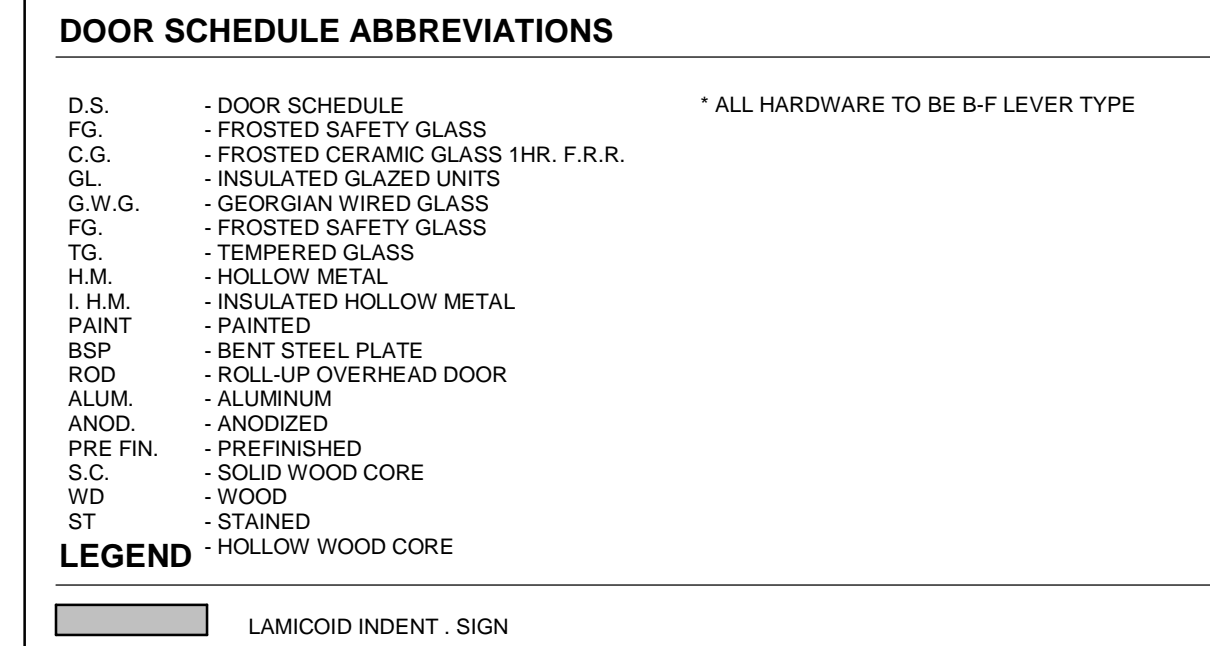 DOOR SCHEDULE ABBREVIATIONS
D.S. - DOOR SCHEDULE * ALL HARDWARE TO BE B-F LEVER TYPE
FG. - FROSTED SAFETY GLASS
C.G. - FROSTED CERAMIC GLASS 1HR. F.R.R.
GL. - INSULATED GLAZED UNITS
G.W.G. - GEORGIAN WIRED GLASS
FG. - FROSTED SAFETY GLASS
TG. - TEMPERED GLASS
H.M. - HOLLOW METAL
I. H.M. - INSULATED HOLLOW METAL
PAINT - PAINTED
BSP - BENT STEEL PLATE
ROD - ROLL-UP OVERHEAD DOOR
ALUM. - ALUMINUM
ANOD. - ANODIZED
PRE FIN. - PREFINISHED
S.C. - SOLID WOOD CORE
WD - WOOD
ST - STAINED
LEGEND - HOLLOW WOOD CORE
LAMICOID INDENT . SIGN